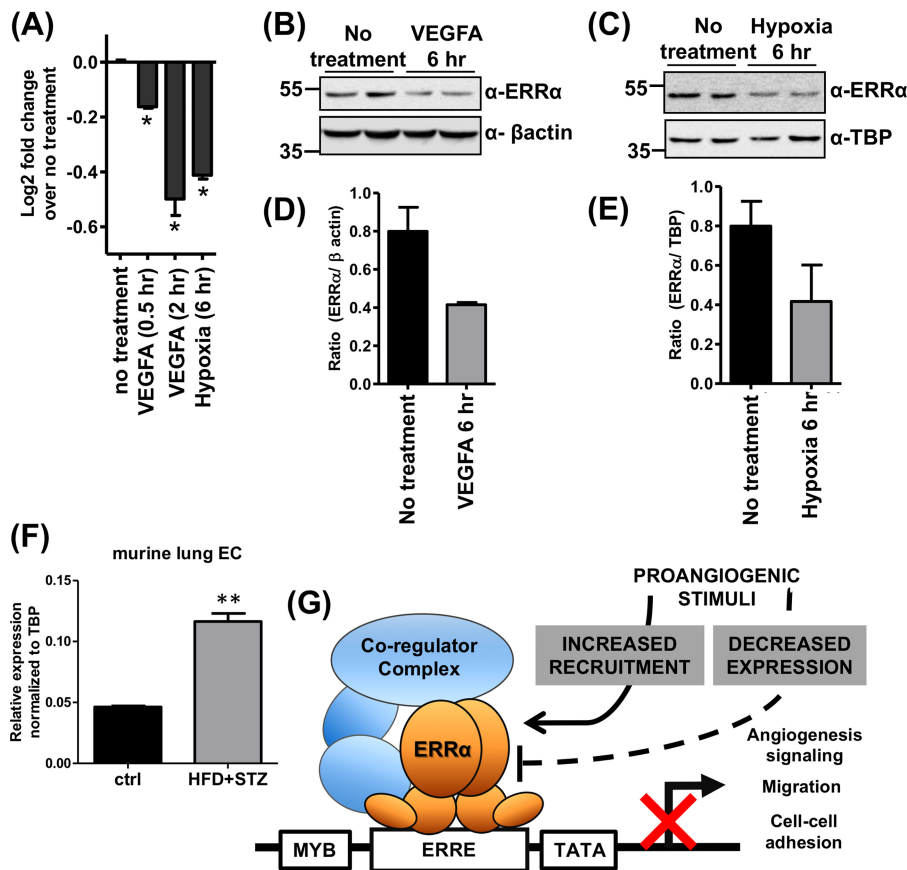 (A)
Log2 fold change
over no treatment
0.0
-0.2
-0.4
-0.6
*
*
*
no treatment
VEGFA (0.5 hr)
VEGFA (2 hr)
Hypoxia (6 hr)
(B)
No
treatment
VEGFA
6 hr
55
α-ERRα
α- βactin
35
(C)
No
treatment
Hypoxia
6 hr
55
α-ERRα
α-TBP
35
(D)
Ratio (ERRα/ β actin)
1.0
0.8
0.6
0.4
0.2
0.0
No treatment
VEGFA 6 hr
(E)
Ratio (ERRα/ TBP)
1.0
0.8
0.6
0.4
0.2
0.0
No treatment
Hypoxia 6 hr
(F)
murine lung EC
Relative expression
normalized to TBP
0.15
0.10
0.05
0.00
**
ctrl
HFD+STZ
(G)
PROANGIOGENIC
STIMULI
INCREASED
RECRUITMENT
DECREASED
EXPRESSION
Co-regulator
Complex
ERRα
Angiogenesis
signaling
Migration
Cell-cell
adhesion
MYB
ERRE
TATA